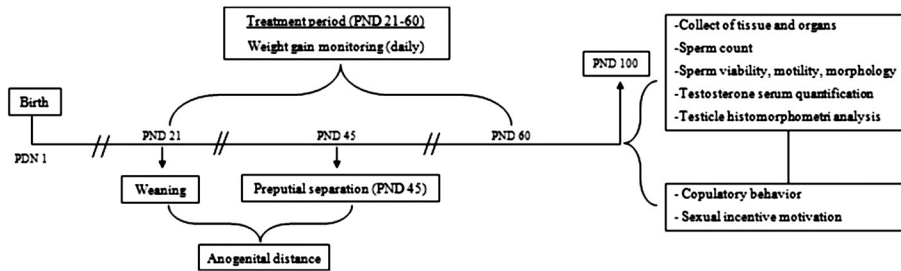 Treatment period (PND 21-60)
Weight gain monitoring (daily)
-Collect of tissue and organs
-Sperm count
-Sperm viability, motility, morphology
-Testosterone serum quantification
-Testicle histomorphometri analysis
PND 100
Birth
PDN 1
PND 21
PND 45
PND 60
Weaning
Preputial separation (PND 45)
- Copulatory behavior
- Sexual incentive motivation
Anogenital distance